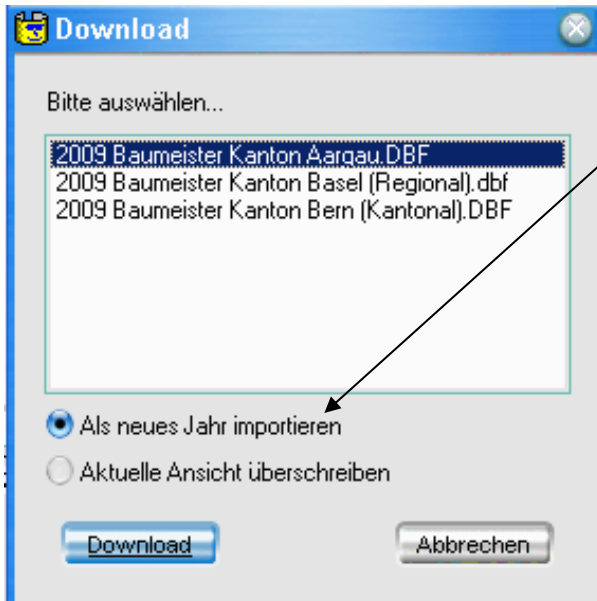 Download
Bitte auswählen...
2009 Baumeister Kanton Aargau.DBF
2009 Baumeister Kanton Basel (Regional).dbf
2009 Baumeister Kanton Bern (Kantonal).DBF
Als neues Jahr importieren
Aktuelle Ansicht überschreiben
Download
Abbrechen